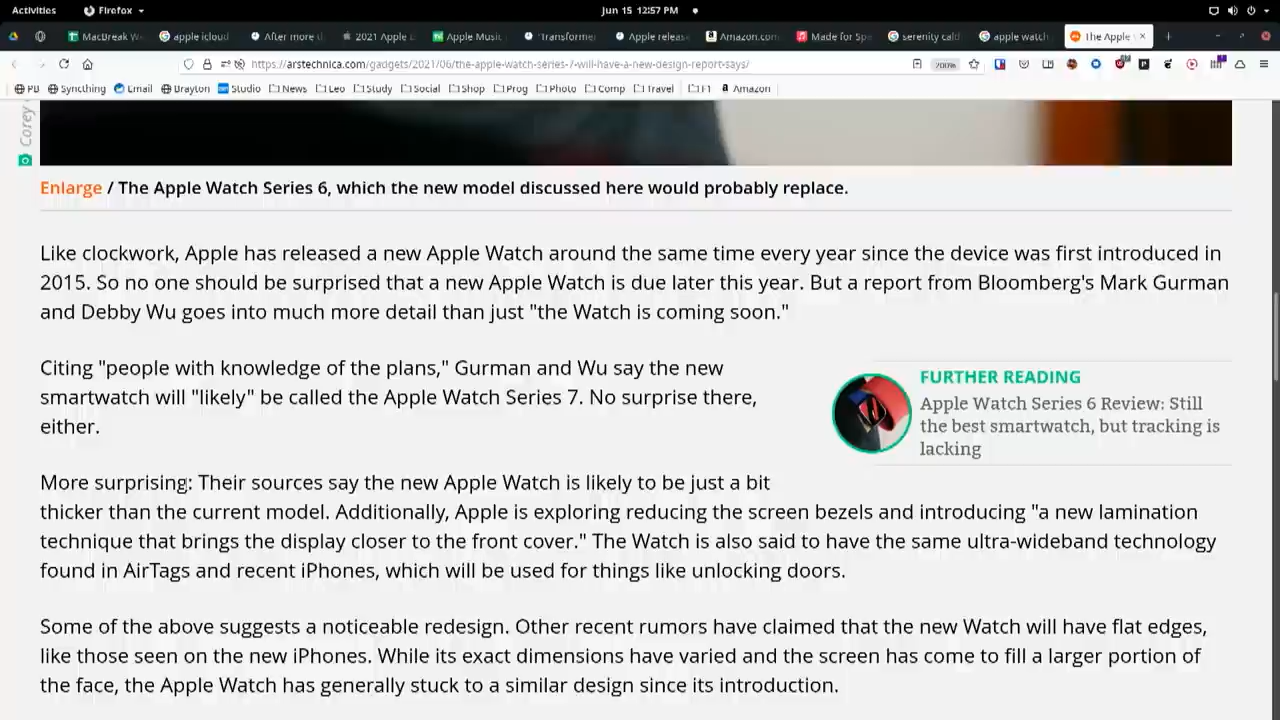 Activities Firefox Jun 15 12:57 PM
MacBreak W apple icloud After more d 2021 Apple Apple Music 'Transforme Apple releas Amazon.com Made for Spa serenity cald apple watch The Apple
https://arstechnica.com/gadgets/2021/06/the-apple-watch-series-7-will-have-a-new-design-report-says/ 200%
PB Syncthing Email Brayton Studio News Leo Study Social Shop Prog Photo Comp Travel F1 Amazon
Corey
Enlarge / The Apple Watch Series 6, which the new model discussed here would probably replace.
Like clockwork, Apple has released a new Apple Watch around the same time every year since the device was first introduced in
2015. So no one should be surprised that a new Apple Watch is due later this year. But a report from Bloomberg's Mark Gurman
and Debby Wu goes into much more detail than just "the Watch is coming soon."
Citing "people with knowledge of the plans," Gurman and Wu say the new
smartwatch will "likely" be called the Apple Watch Series 7. No surprise there,
either.
FURTHER READING
Apple Watch Series 6 Review: Still
the best smartwatch, but tracking is
lacking
More surprising: Their sources say the new Apple Watch is likely to be just a bit
thicker than the current model. Additionally, Apple is exploring reducing the screen bezels and introducing "a new lamination
technique that brings the display closer to the front cover." The Watch is also said to have the same ultra-wideband technology
found in AirTags and recent iPhones, which will be used for things like unlocking doors.
Some of the above suggests a noticeable redesign. Other recent rumors have claimed that the new Watch will have flat edges,
like those seen on the new iPhones. While its exact dimensions have varied and the screen has come to fill a larger portion of
the face, the Apple Watch has generally stuck to a similar design since its introduction.